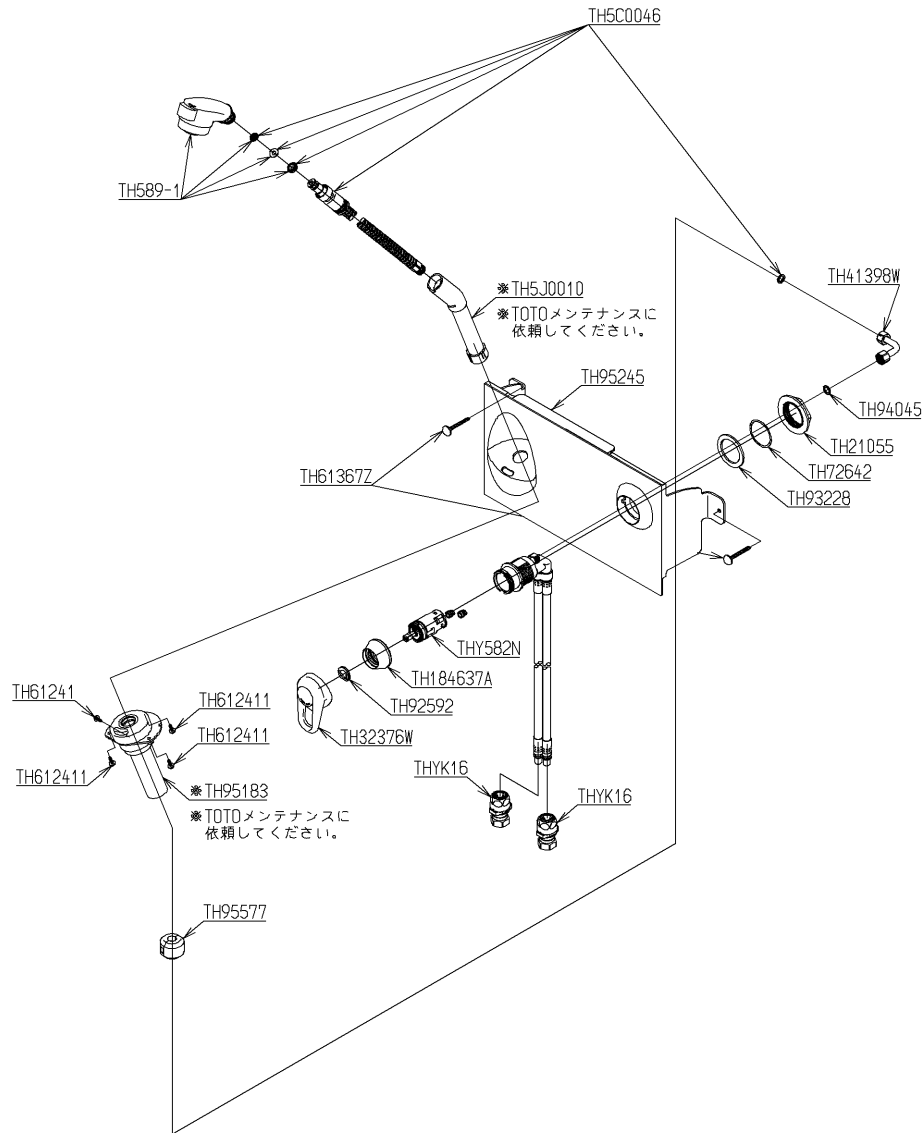 TH5C0046
TH589-1
※TH5J0010
※TOTOメンテナンスに
依頼してください。
TH41398W
TH95245
TH94045
TH21055
TH72642
TH93228
TH61367Z
THY582N
TH184637A
TH92592
TH32376W
TH61241
TH612411
TH612411
TH612411
※TH95183
※TOTOメンテナンスに
依頼してください。
THYK16
THYK16
TH95577